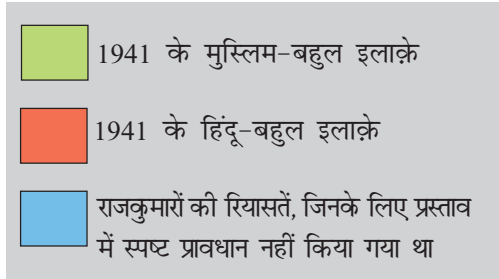 1941 के मुस्लिम-बहुल इलाक़े
1941 के हिंदू-बहुल इलाक़े
राजकुमारों की रियासतें, जिनके लिए प्रस्ताव
में स्पष्ट प्रावधान नहीं किया गया था